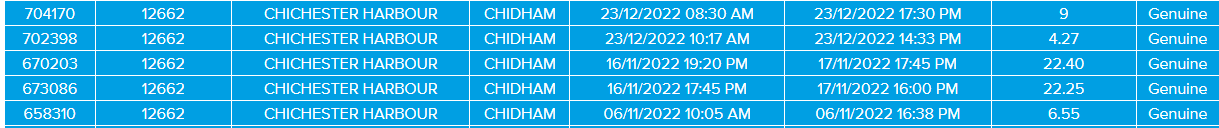 704170 12662 CHICHESTER HARBOUR CHIDHAM 23/12/2022 08:30 AM 23/12/2022 17:30 PM 9 Genuine
702398 12662 CHICHESTER HARBOUR CHIDHAM 23/12/2022 10:17 AM 23/12/2022 14:33 PM 4.27 Genuine
670203 12662 CHICHESTER HARBOUR CHIDHAM 16/11/2022 19:20 PM 17/11/2022 17:45 PM 22.40 Genuine
673086 12662 CHICHESTER HARBOUR CHIDHAM 16/11/2022 17:45 PM 17/11/2022 16:00 PM 22.25 Genuine
658310 12662 CHICHESTER HARBOUR CHIDHAM 06/11/2022 10:05 AM 06/11/2022 16:38 PM 6.55 Genuine